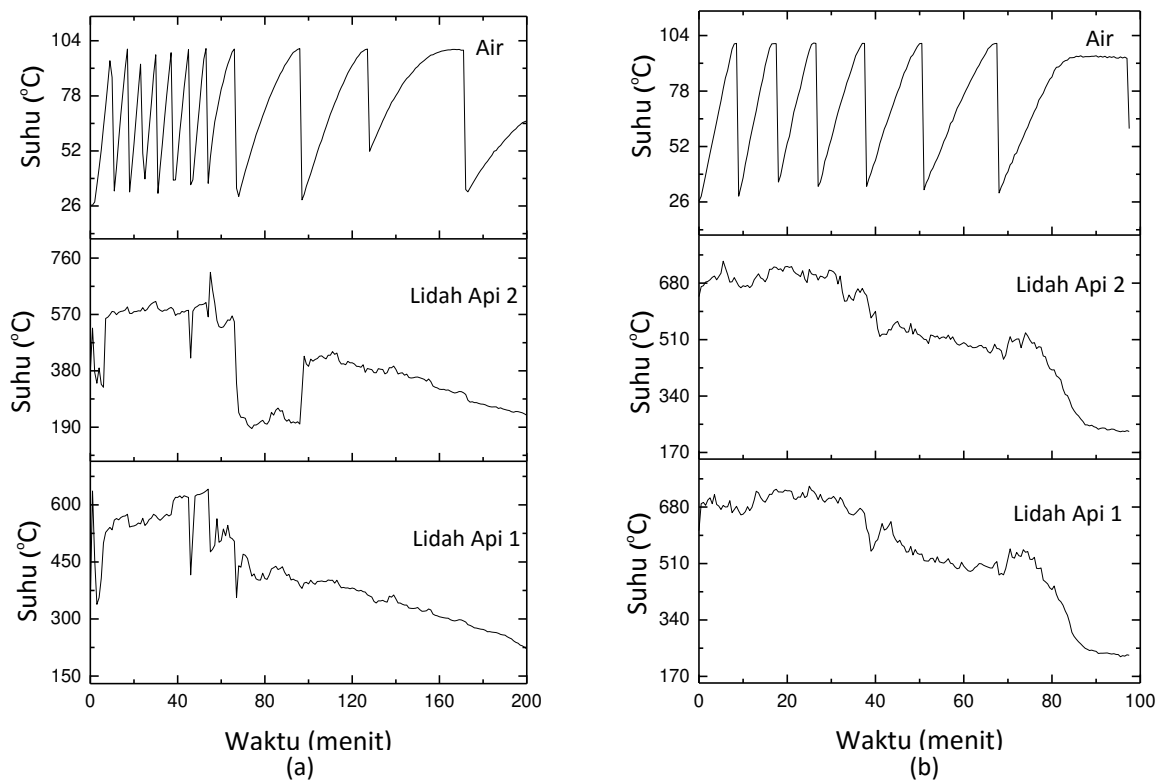 104
78
52
26
Suhu (°C)
Air
760
570
380
190
Suhu (°C)
Lidah Api 2
600
450
300
150
Suhu (°C)
Lidah Api 1
0 40 80 120 160 200
Waktu (menit)
(a)
104
78
52
26
Suhu (°C)
Air
680
510
340
170
Suhu (°C)
Lidah Api 2
680
510
340
170
Suhu (°C)
Lidah Api 1
0 20 40 60 80 100
Waktu (menit)
(b)